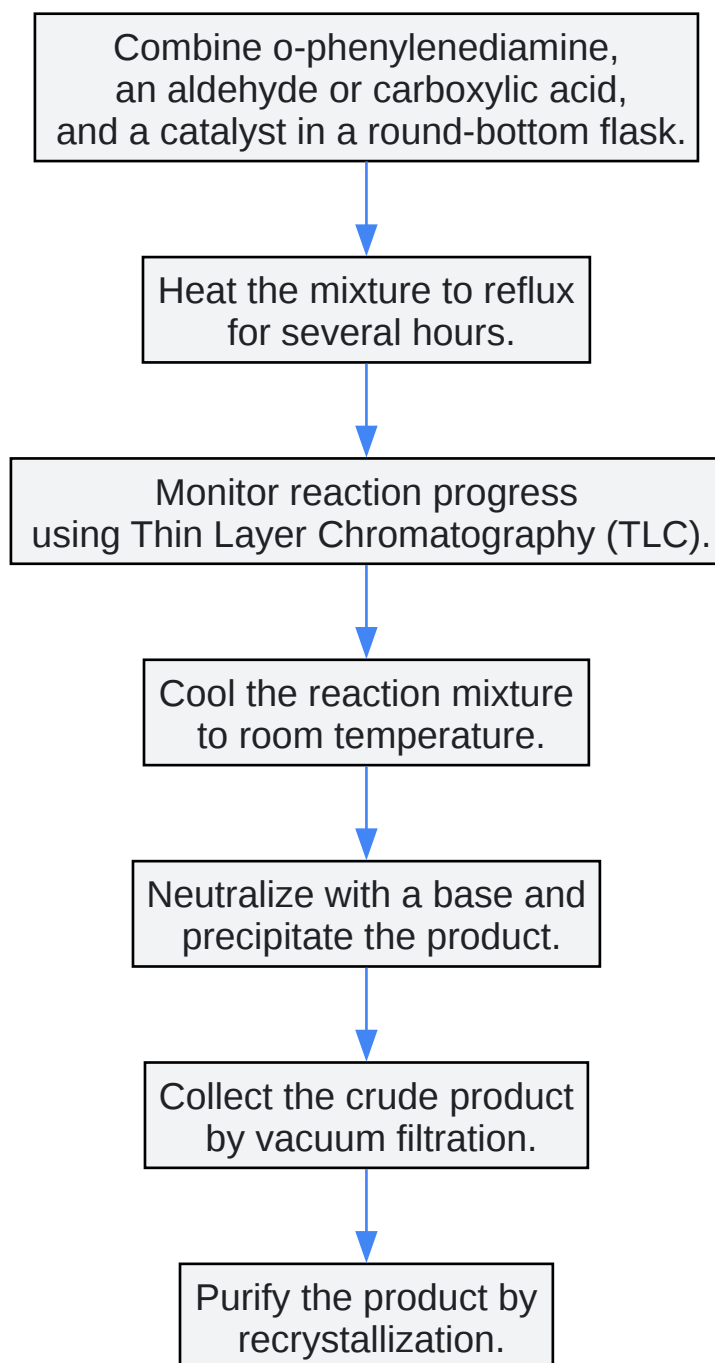 Combine o-phenylenediamine,
an aldehyde or carboxylic acid,
and a catalyst in a round-bottom flask.
Heat the mixture to reflux
for several hours.
Monitor reaction progress
using Thin Layer Chromatography (TLC).
Cool the reaction mixture
to room temperature.
Neutralize with a base and
precipitate the product.
Collect the crude product
by vacuum filtration.
Purify the product by
recrystallization.